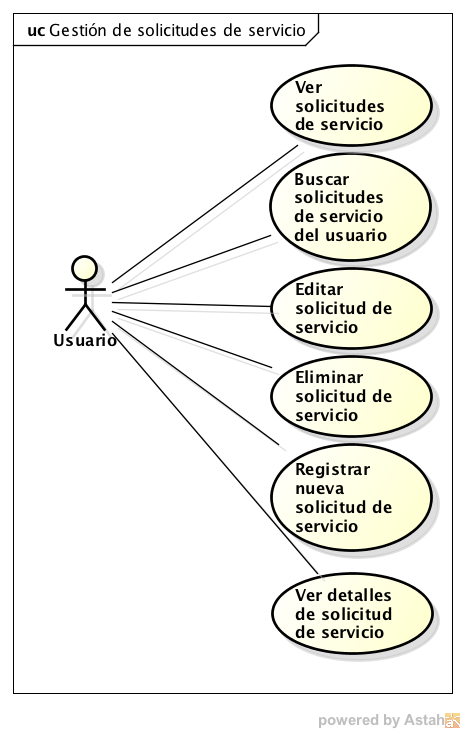 uc Gestión de solicitudes de servicio
Ver
solicitudes
de servicio
Buscar
solicitudes
de servicio
del usuario
Editar
solicitud de
servicio
Usuario
Eliminar
solicitud de
servicio
Registrar
nueva
solicitud de
servicio
Ver detalles
de solicitud
de servicio
powered by Astah